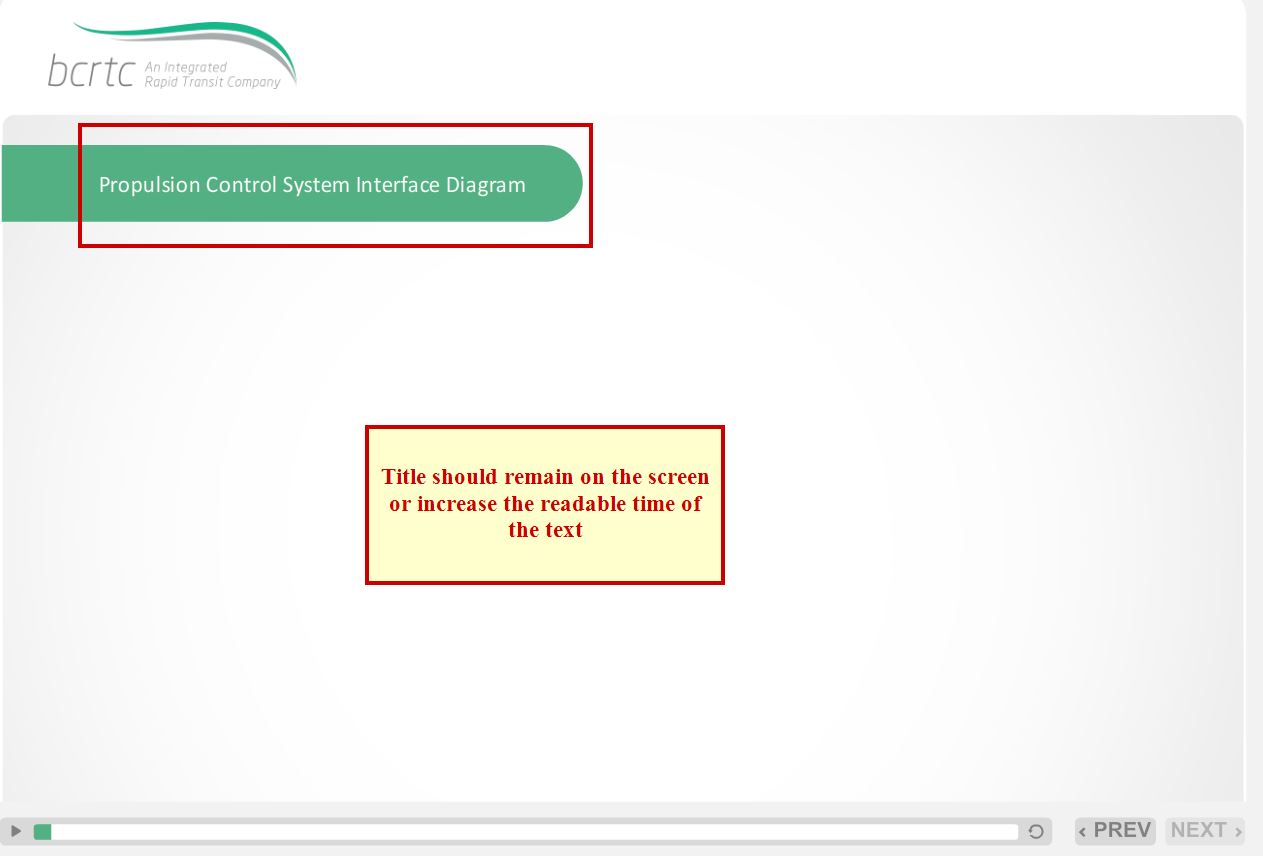 bcrtc
An Integrated
Rapid Transit Company
Propulsion Control System Interface Diagram
Title should remain on the screen
or increase the readable time of
the text
‹ PREV
NEXT ›